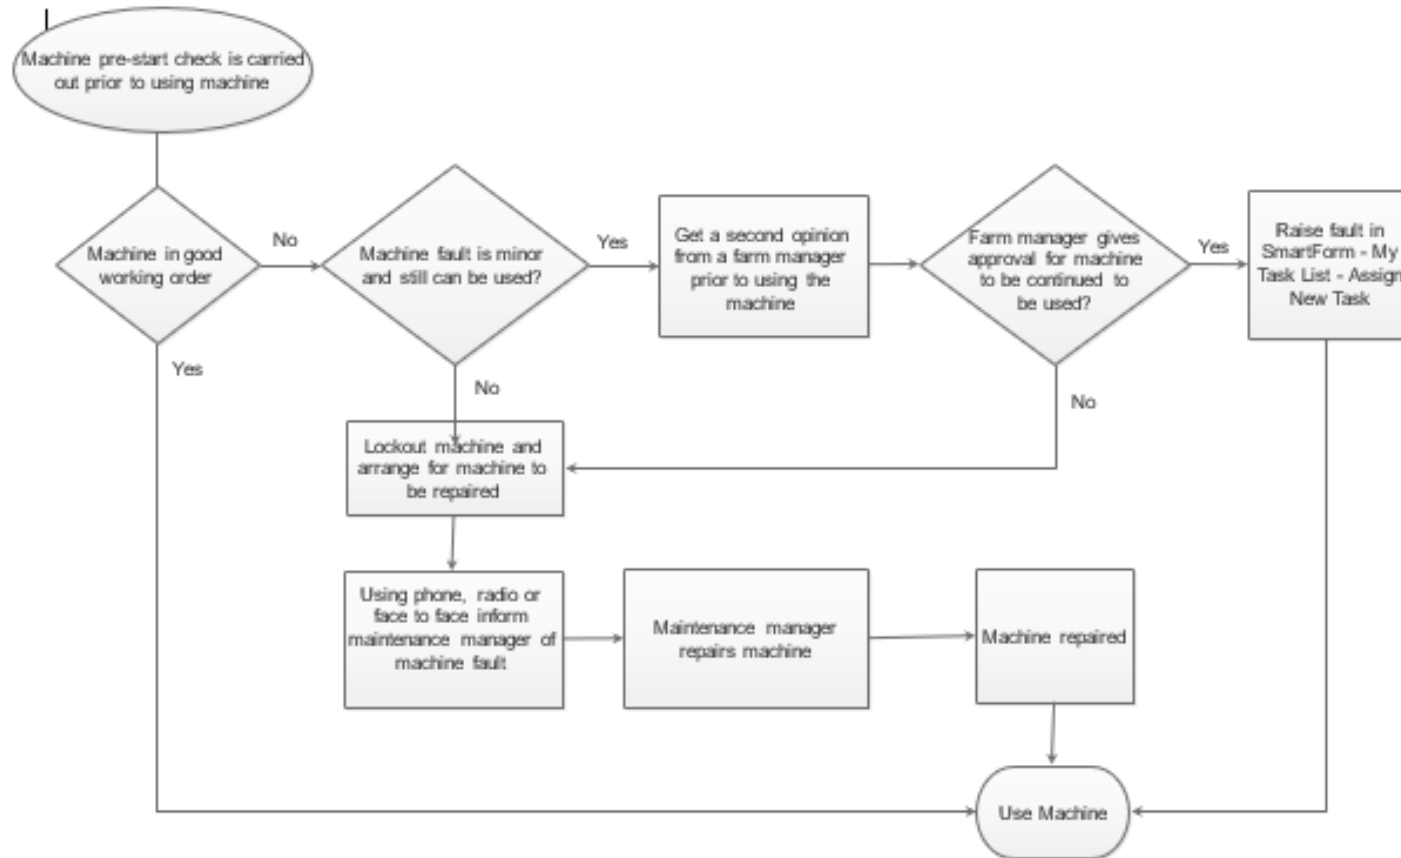 Machine pre-start check is carried
out prior to using machine
Machine in good
working order
No
Yes
Machine fault is minor
and still can be used?
Yes
No
Get a second opinion
from a farm manager
prior to using the
machine
Farm manager gives
approval for machine
to be continued to
be used?
Yes
No
Raise fault in
SmartForm - My
Task List - Assign
New Task
Lockout machine and
arrange for machine to
be repaired
Using phone, radio or
face to face inform
maintenance manager of
machine fault
Maintenance manager
repairs machine
Machine repaired
Use Machine